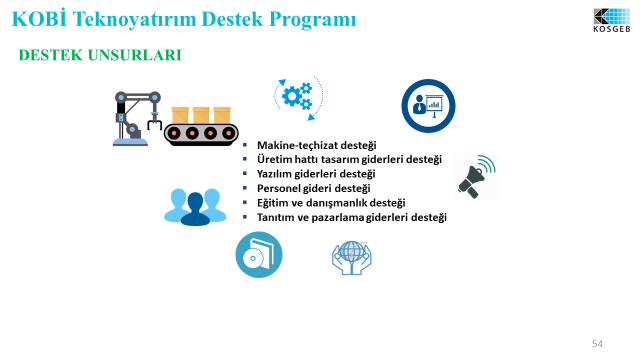 KOBİ Teknoyatırım Destek Programı
KOSGEB
DESTEK UNSURLARI
▪ Makine-teçhizat desteği
▪ Üretim hattı tasarım giderleri desteği
▪ Yazılım giderleri desteği
▪ Personel gideri desteği
▪ Eğitim ve danışmanlık desteği
▪ Tanıtım ve pazarlama giderleri desteği
54